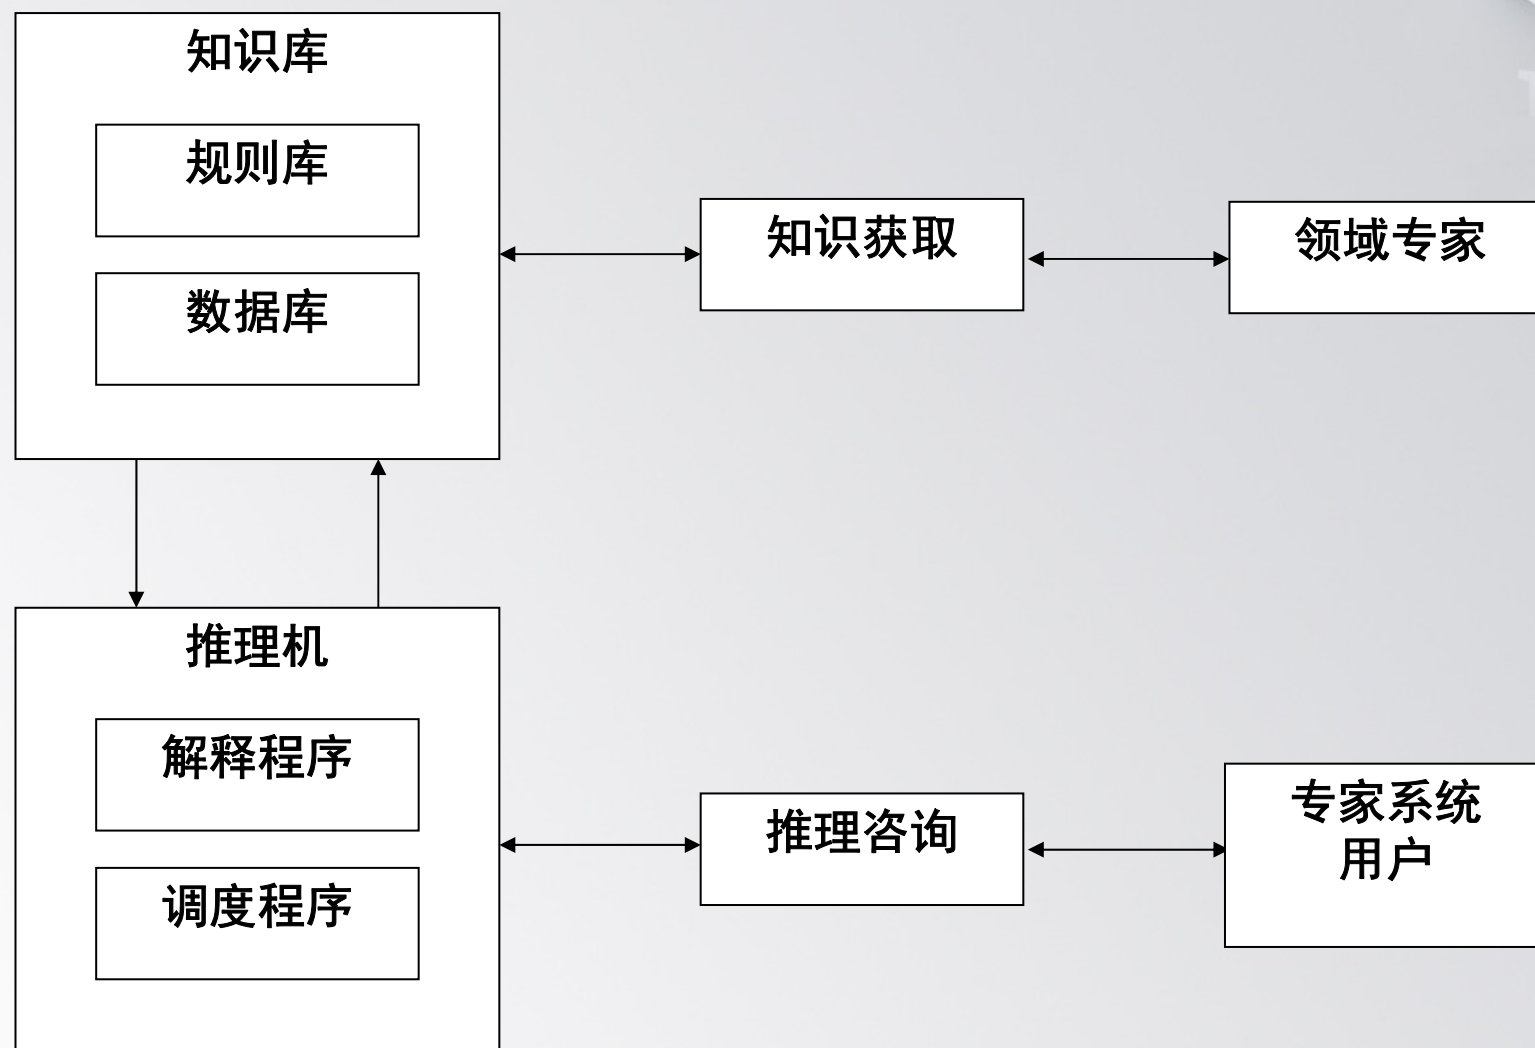 知识库
规则库
数据库
知识获取
领域专家
推理机
解释程序
调度程序
推理咨询
专家系统
用户